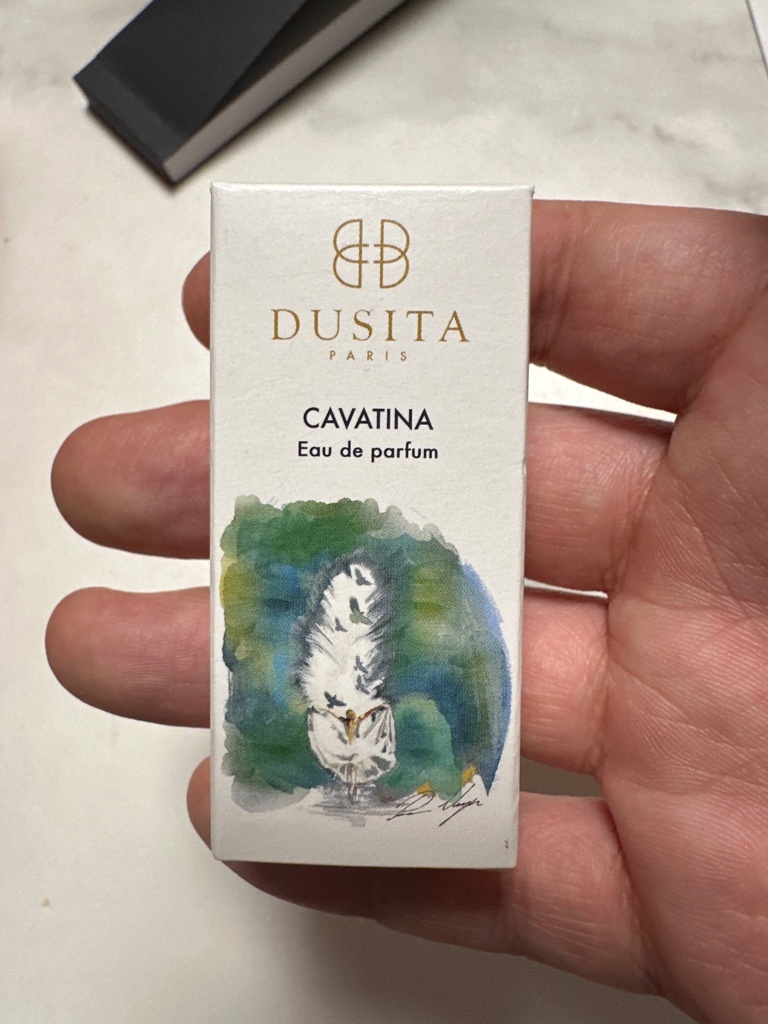 DUSITA
PARIS
CAVATINA
Eau de parfum